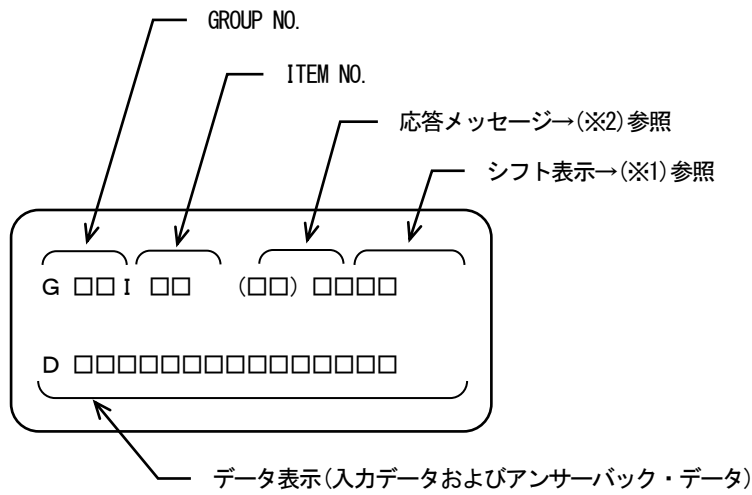 GROUP NO.
ITEM NO.
応答メッセージ→(※2)参照
シフト表示→(※1)参照
G □□ I □□ (□□) □□□□
D □□□□□□□□□□□□□□□
データ表示(入力データおよびアンサーバック・データ)